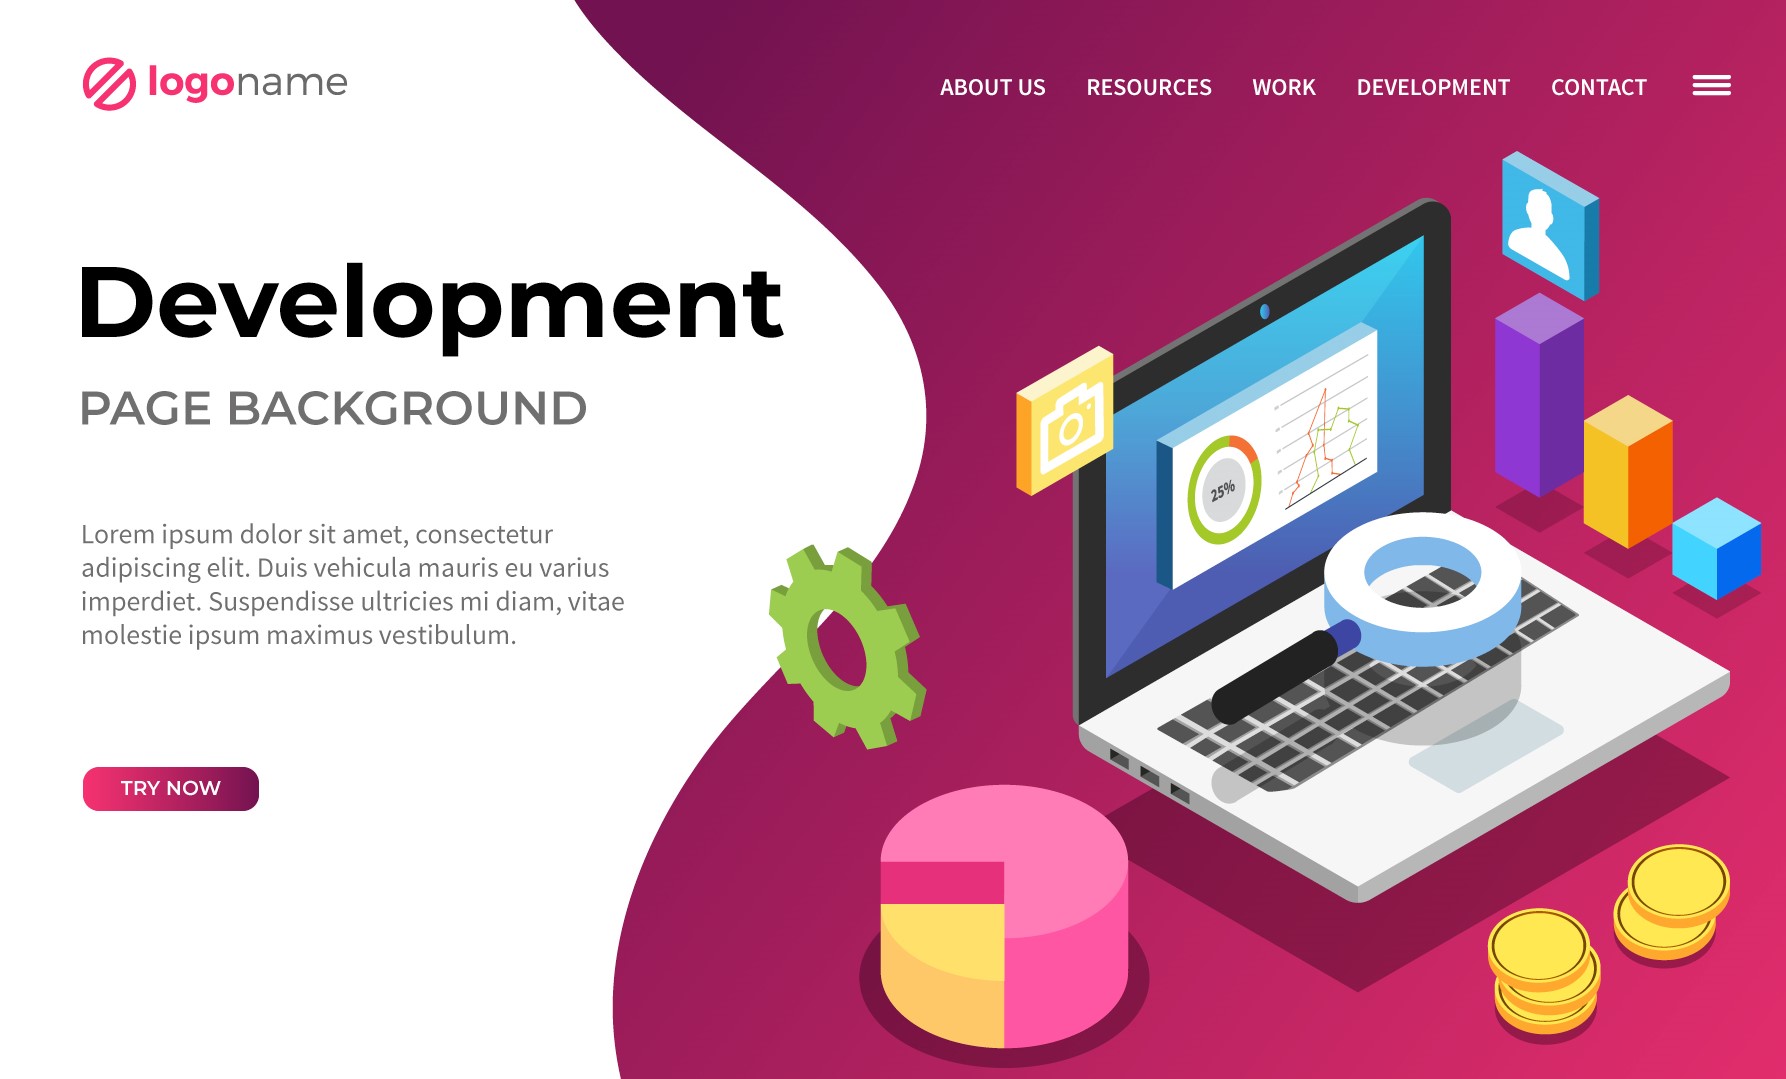 logoname
ABOUT US RESOURCES WORK DEVELOPMENT CONTACT
Development
PAGE BACKGROUND
Lorem ipsum dolor sit amet, consectetur
adipiscing elit. Duis vehicula mauris eu varius
imperdiet. Suspendisse ultricies mi diam, vitae
molestie ipsum maximus vestibulum.
TRY NOW
25%